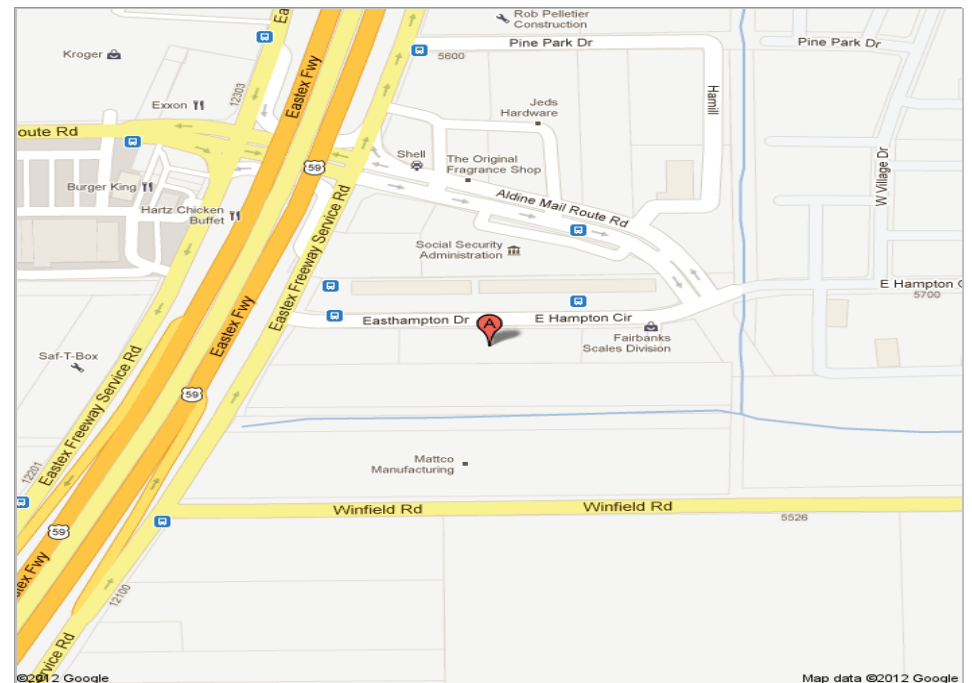 Ea
Rob Pelletier
Construction
Pine Park Dr
Pine Park Dr
5600
Kroger
Eastex Fwy
12303
Hamill
Exxon
Jeds
Hardware
oute Rd
59
Shell
The Original
Fragrance Shop
W Village Dr
Burger King
Hartz Chicken
Buffet
Aldine Mail Route Rd
Eastex Freeway Service Rd
Social Security
Administration
E Hampton C
5700
Easthampton Dr
A
E Hampton Cir
Eastex Fwy
Fairbanks
Scales Division
Saf-T-Box
59
Eastex Freeway Service Rd
12201
Mattco
Manufacturing
Winfield Rd
Winfield Rd
5526
59
ex Fwy
12100
rvice Rd
©2012 Google
Map data ©2012 Google